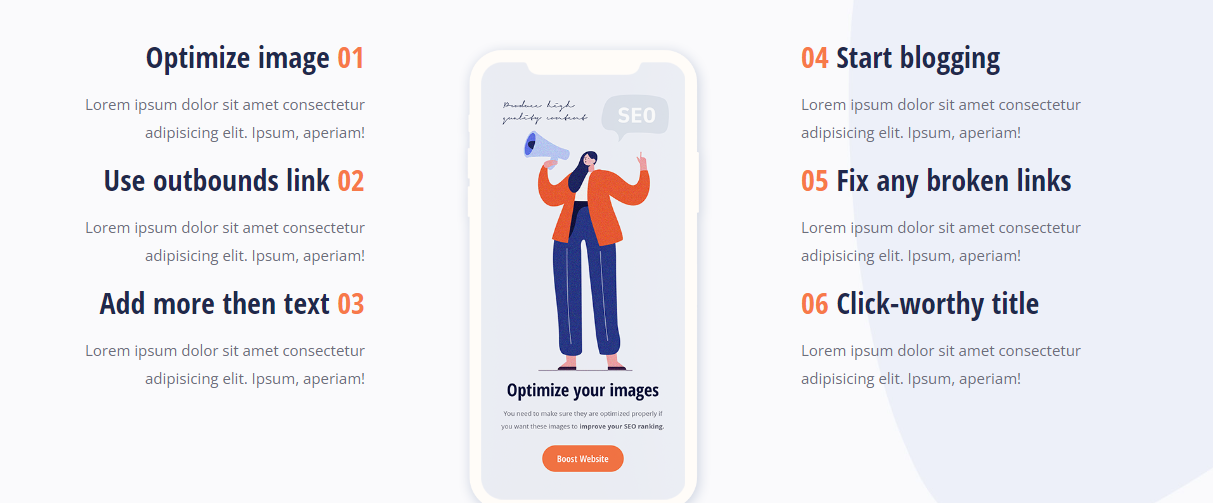 Optimize image 01
Lorem ipsum dolor sit amet consectetur
adipisicing elit. Ipsum, aperiam!
Use outbounds link 02
Lorem ipsum dolor sit amet consectetur
adipisicing elit. Ipsum, aperiam!
Add more then text 03
Lorem ipsum dolor sit amet consectetur
adipisicing elit. Ipsum, aperiam!
Produce high
quality content
SEO
Optimize your images
You need to make sure they are optimized properly if
you want these images to improve your SEO ranking.
Boost Website
04 Start blogging
Lorem ipsum dolor sit amet consectetur
adipisicing elit. Ipsum, aperiam!
05 Fix any broken links
Lorem ipsum dolor sit amet consectetur
adipisicing elit. Ipsum, aperiam!
06 Click-worthy title
Lorem ipsum dolor sit amet consectetur
adipisicing elit. Ipsum, aperiam!